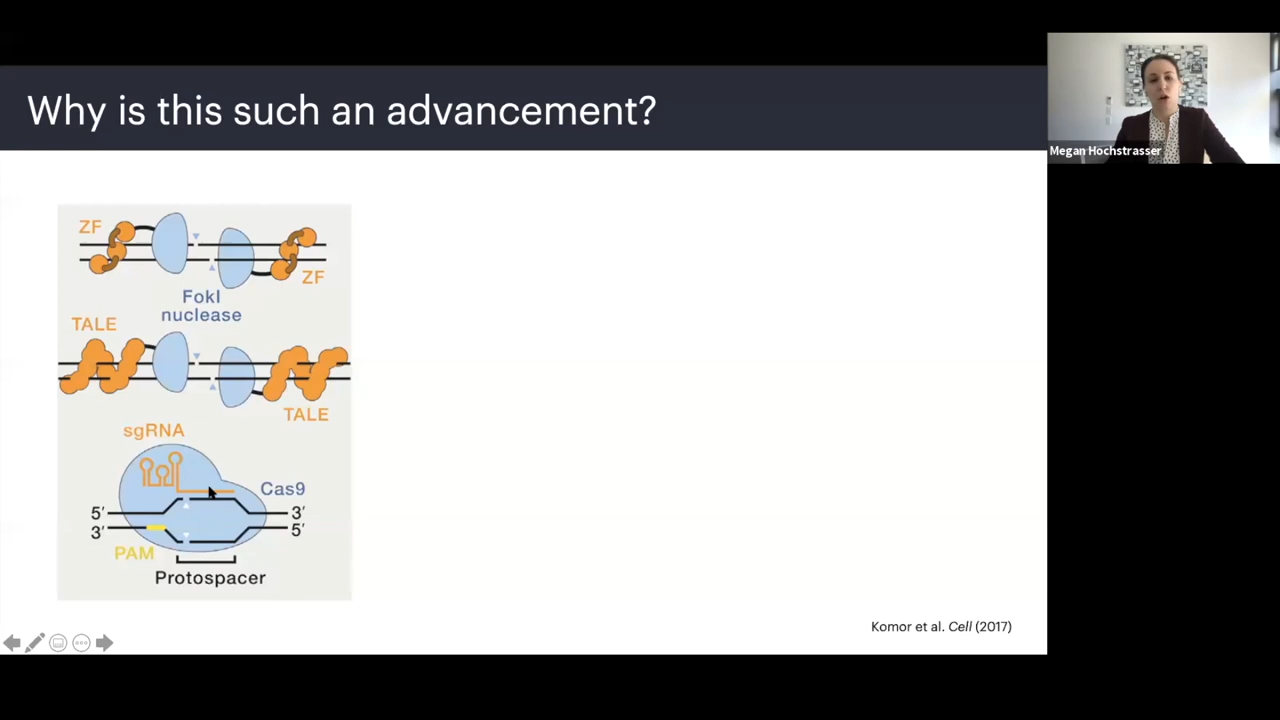 Why is this such an advancement?
Megan Hochstrasser
ZF
ZF
FokI
nuclease
TALE
TALE
sgRNA
Cas9
5′
3′
3′
5′
PAM
Protospacer
Komor et al. Cell (2017)